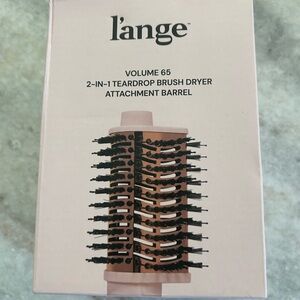 l'ange
VOLUME 65
2-IN-1 TEARDROP BRUSH DRYER
ATTACHMENT BARREL